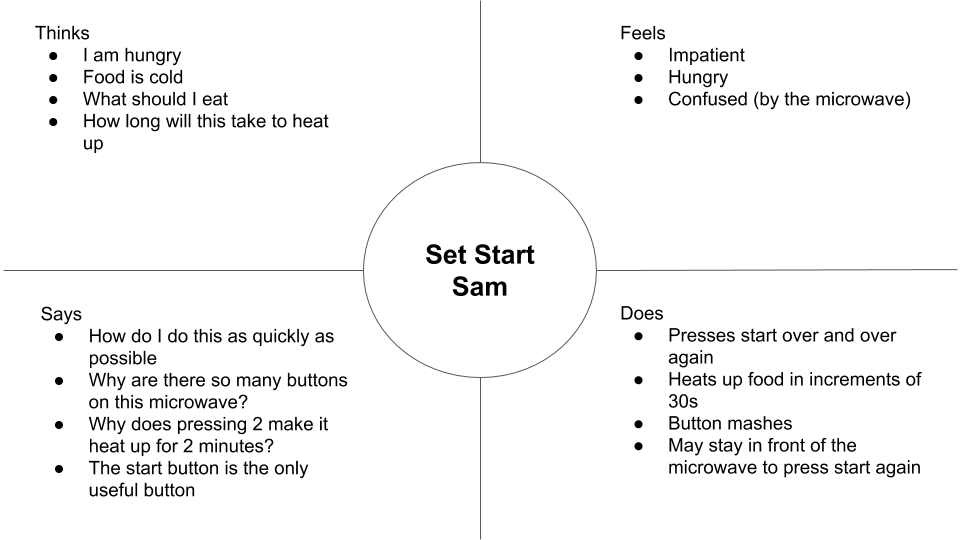 Thinks
● I am hungry
● Food is cold
● What should I eat
● How long will this take to heat
up
Feels
● Impatient
● Hungry
● Confused (by the microwave)
Set Start
Sam
Says
● How do I do this as quickly as
possible
● Why are there so many buttons
on this microwave?
● Why does pressing 2 make it
heat up for 2 minutes?
● The start button is the only
useful button
Does
● Presses start over and over
again
● Heats up food in increments of
30s
● Button mashes
● May stay in front of the
microwave to press start again